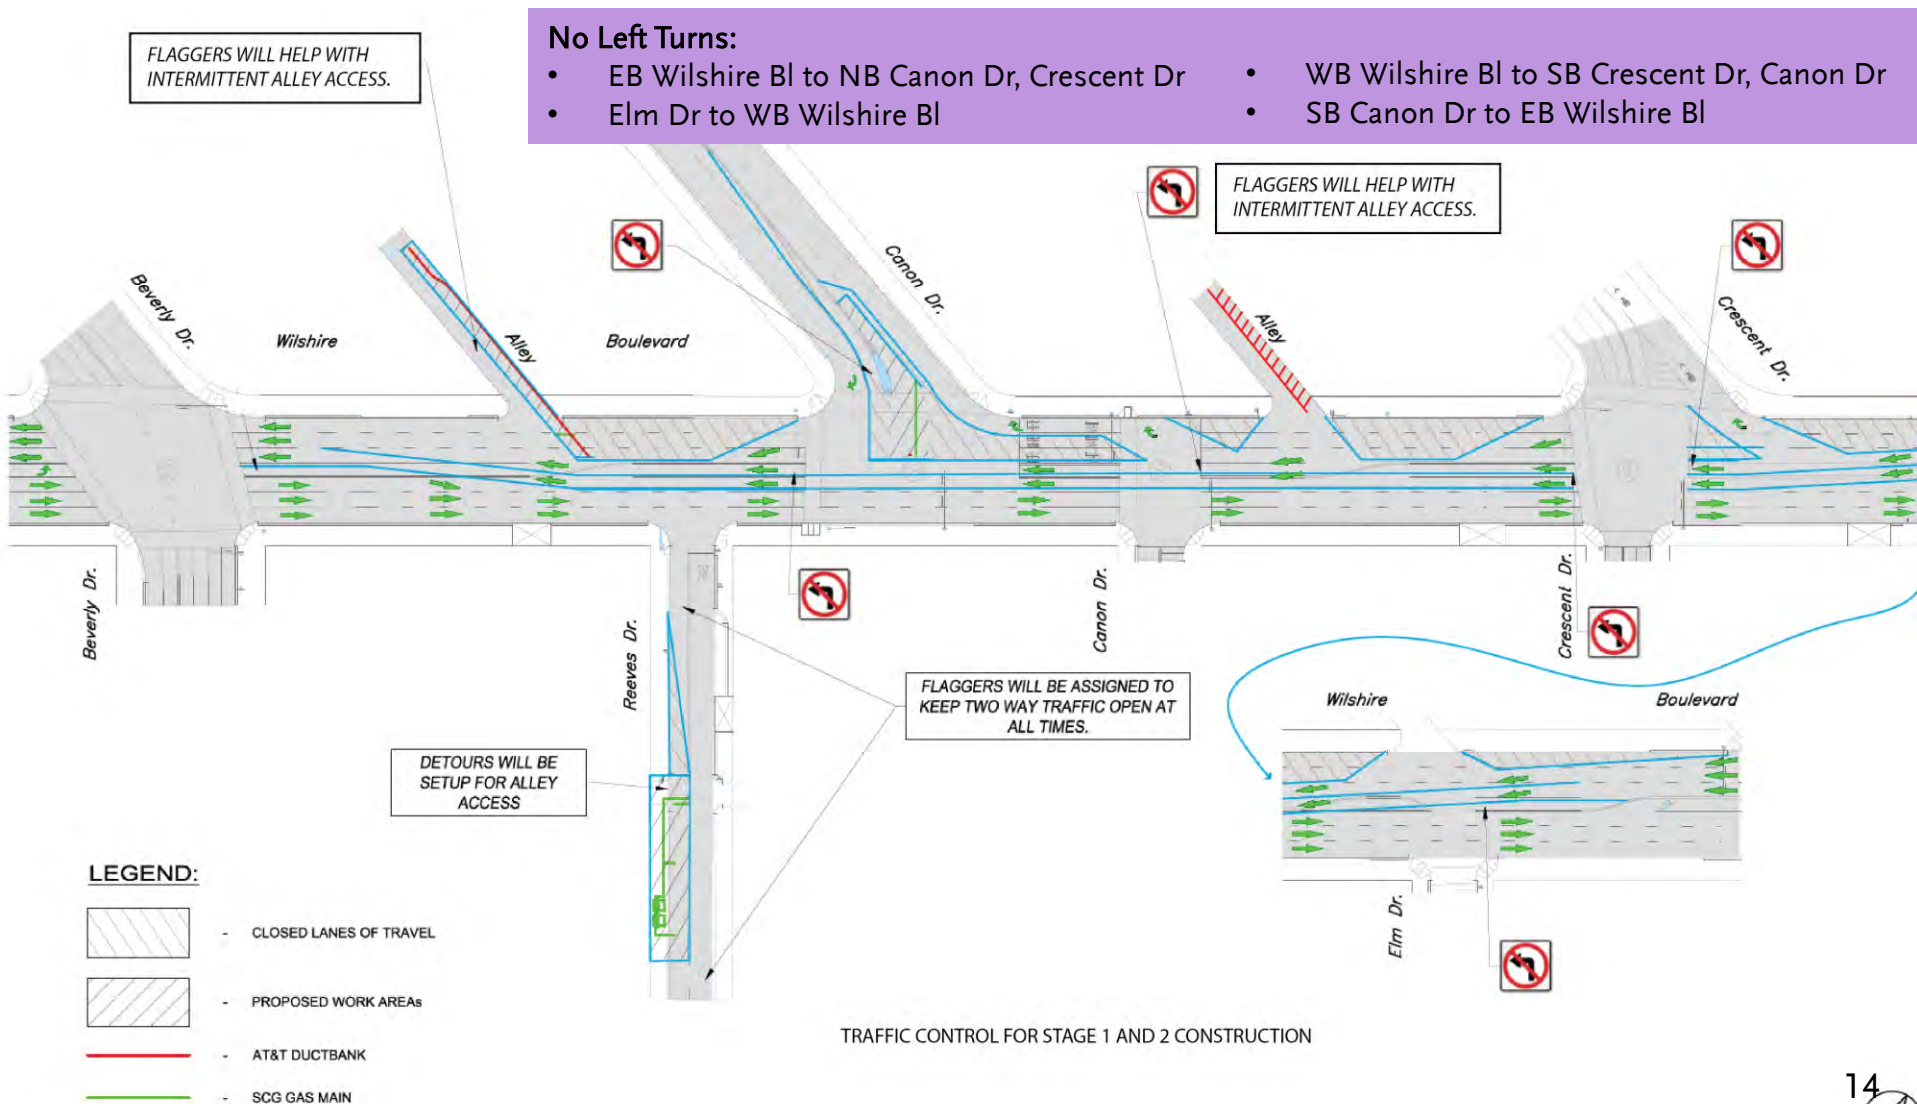 No Left Turns:
• EB Wilshire Bl to NB Canon Dr, Crescent Dr
• Elm Dr to WB Wilshire Bl
• WB Wilshire Bl to SB Crescent Dr, Canon Dr
• SB Canon Dr to EB Wilshire Bl
FLAGGERS WILL HELP WITH
INTERMITTENT ALLEY ACCESS.
FLAGGERS WILL HELP WITH
INTERMITTENT ALLEY ACCESS.
Beverly Dr.
Wilshire
Alley
Boulevard
Canon Dr.
Alley
Crescent Dr.
Beverly Dr.
Reeves Dr.
Canon Dr.
Crescent Dr.
FLAGGERS WILL BE ASSIGNED TO
KEEP TWO WAY TRAFFIC OPEN AT
ALL TIMES.
DETOURS WILL BE
SETUP FOR ALLEY
ACCESS
Wilshire
Boulevard
Elm Dr.
LEGEND:
- CLOSED LANES OF TRAVEL
- PROPOSED WORK AREAs
- AT&T DUCTBANK
- SCG GAS MAIN
TRAFFIC CONTROL FOR STAGE 1 AND 2 CONSTRUCTION
14